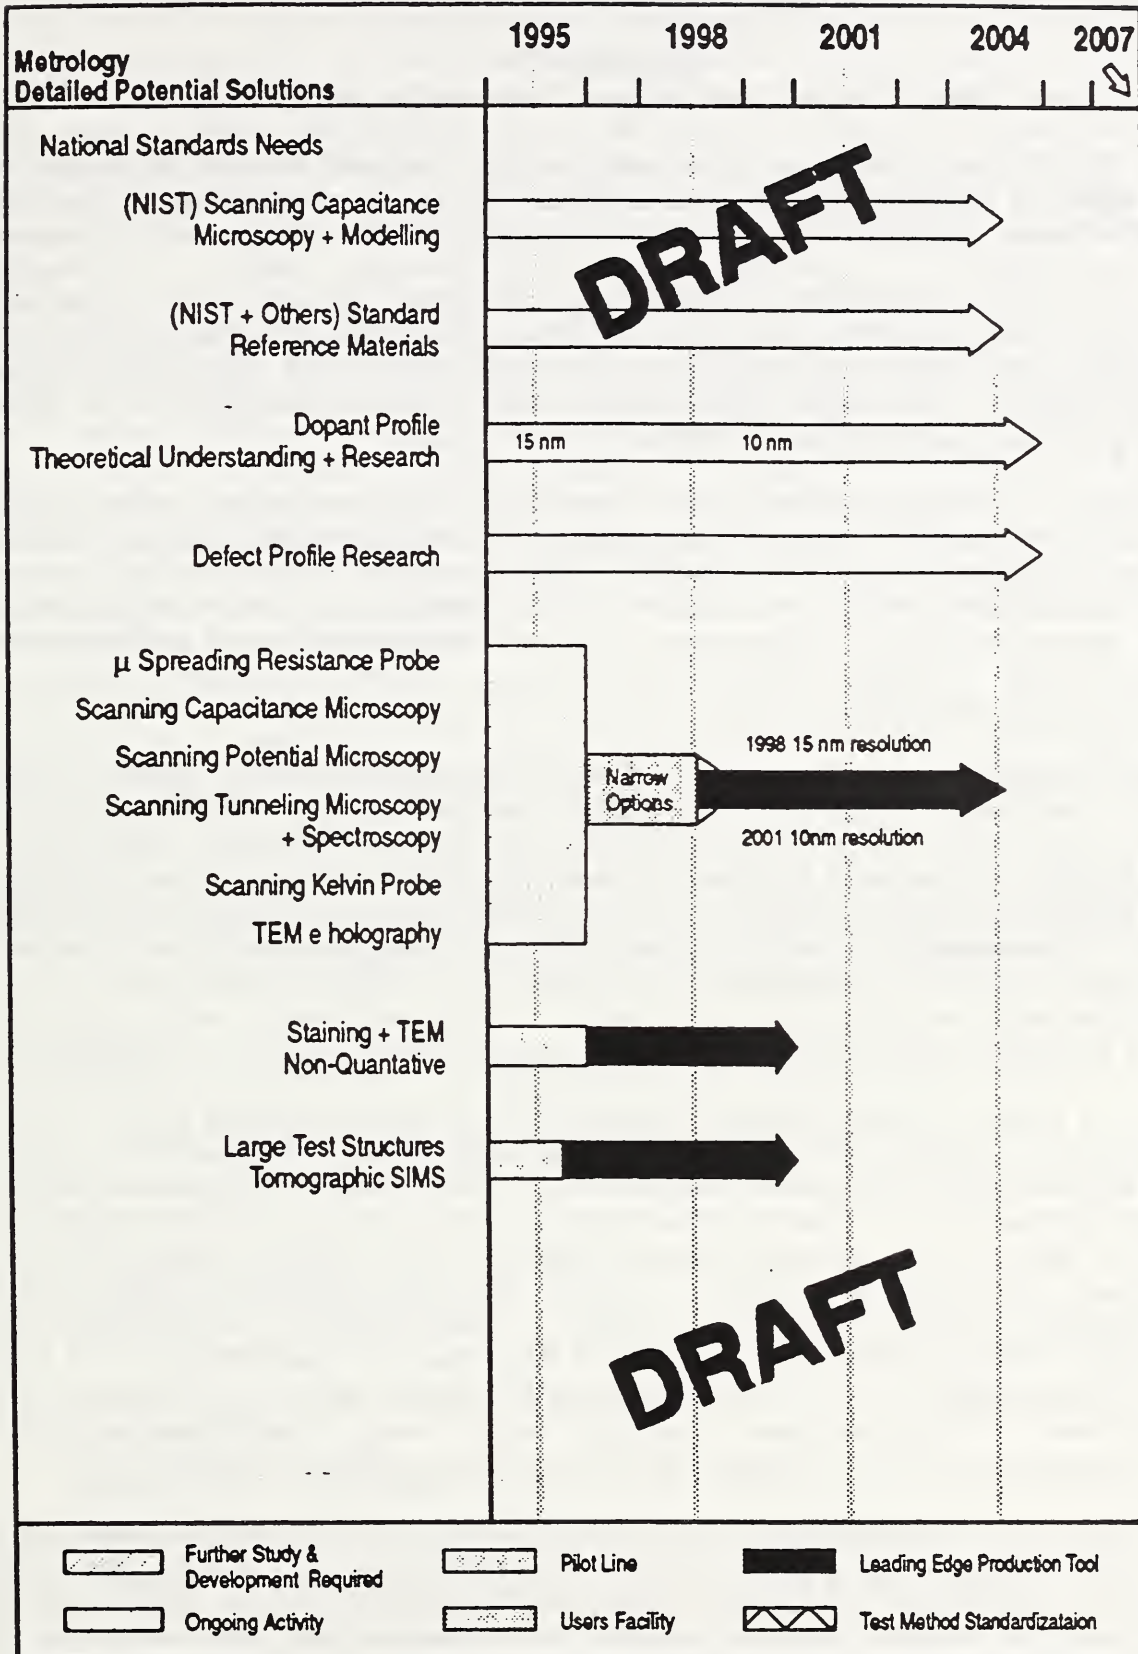 1995 1998 2001 2004 2007
Metrology
Detailed Potential Solutions
National Standards Needs
(NIST) Scanning Capacitance
Microscopy + Modelling
DRAFT
(NIST + Others) Standard
Reference Materials
Dopant Profile
Theoretical Understanding + Research
15 nm 10 nm
Defect Profile Research
µ Spreading Resistance Probe
Scanning Capacitance Microscopy
Scanning Potential Microscopy
Scanning Tunneling Microscopy
+ Spectroscopy
Scanning Kelvin Probe
TEM e holography
Narrow
Options
1998 15 nm resolution
2001 10nm resolution
Staining + TEM
Non-Quantative
Large Test Structures
Tomographic SIMS
DRAFT
Further Study &
Development Required
Pilot Line
Leading Edge Production Tool
Ongoing Activity
Users Facility
Test Method Standardizataion